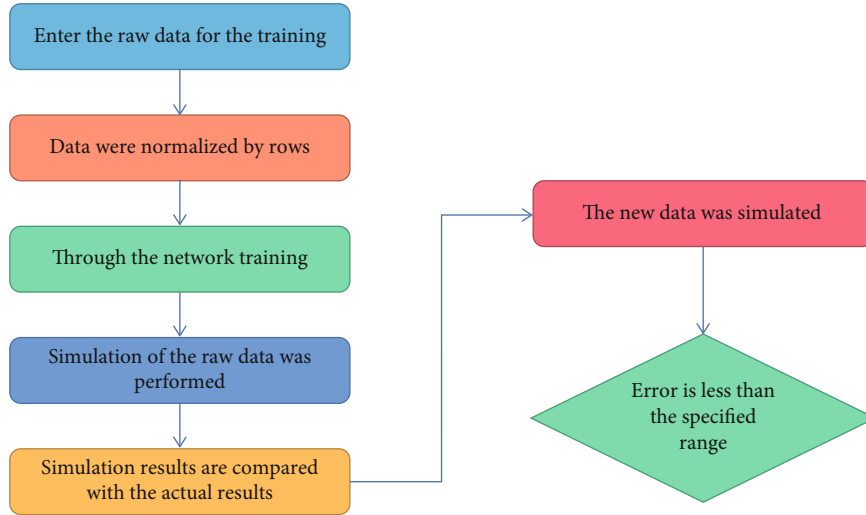 Enter the raw data for the training
Data were normalized by rows
Through the network training
Simulation of the raw data was
performed
Simulation results are compared
with the actual results
The new data was simulated
Error is less than
the specified
range